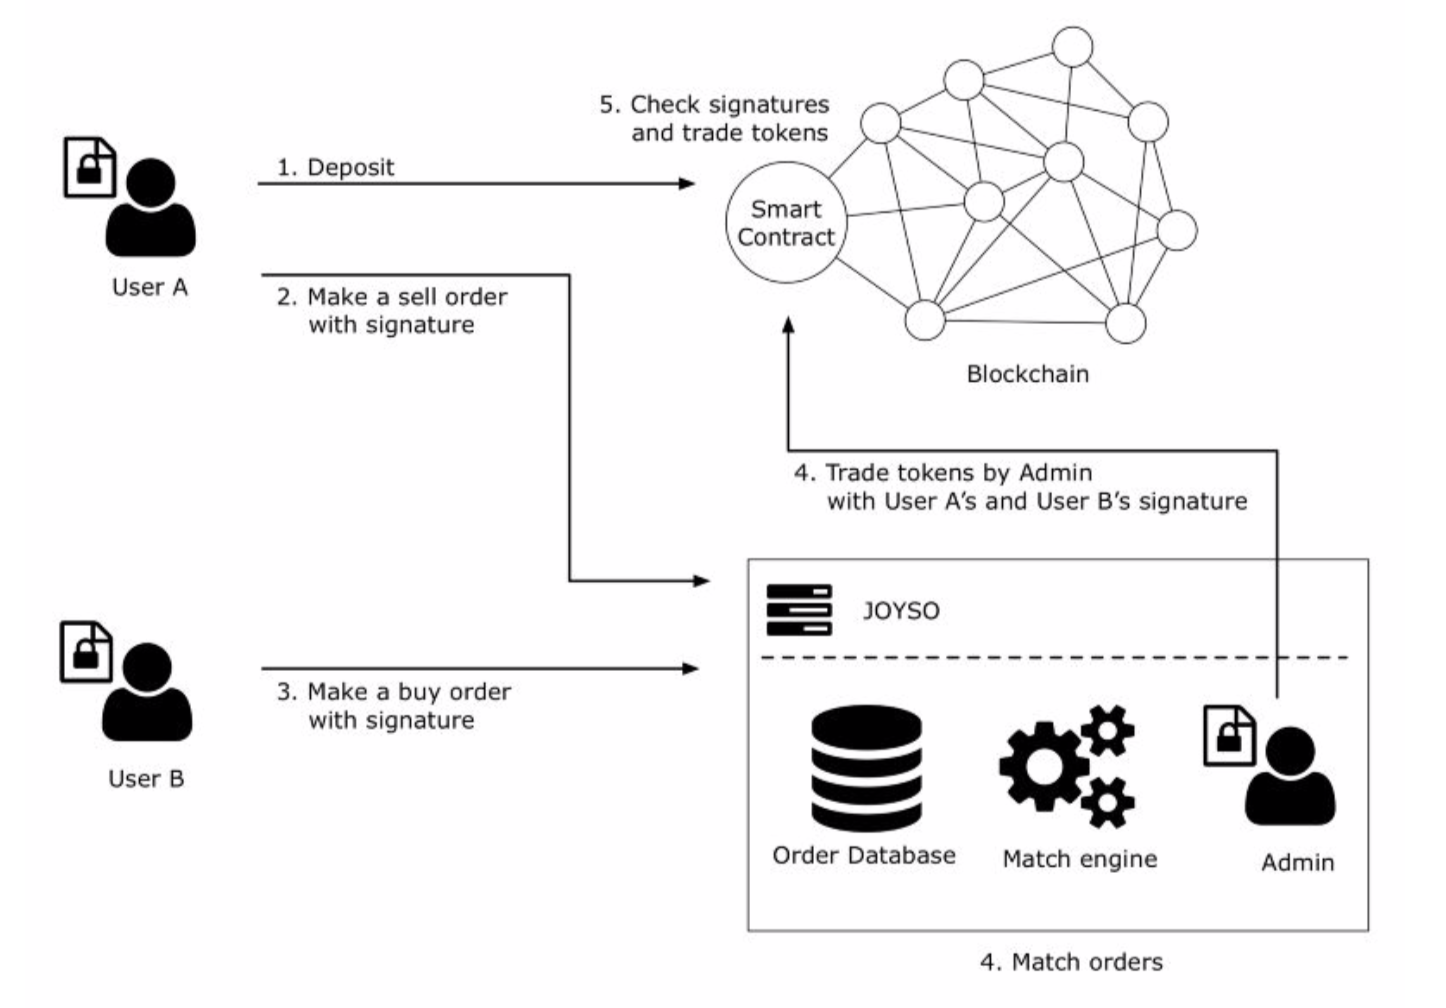 5. Check signatures
and trade tokens
1. Deposit
Smart
Contract
User A
2. Make a sell order
with signature
Blockchain
4. Trade tokens by Admin
with User A's and User B's signature
JOYSO
3. Make a buy order
with signature
User B
Order Database
Match engine
Admin
4. Match orders